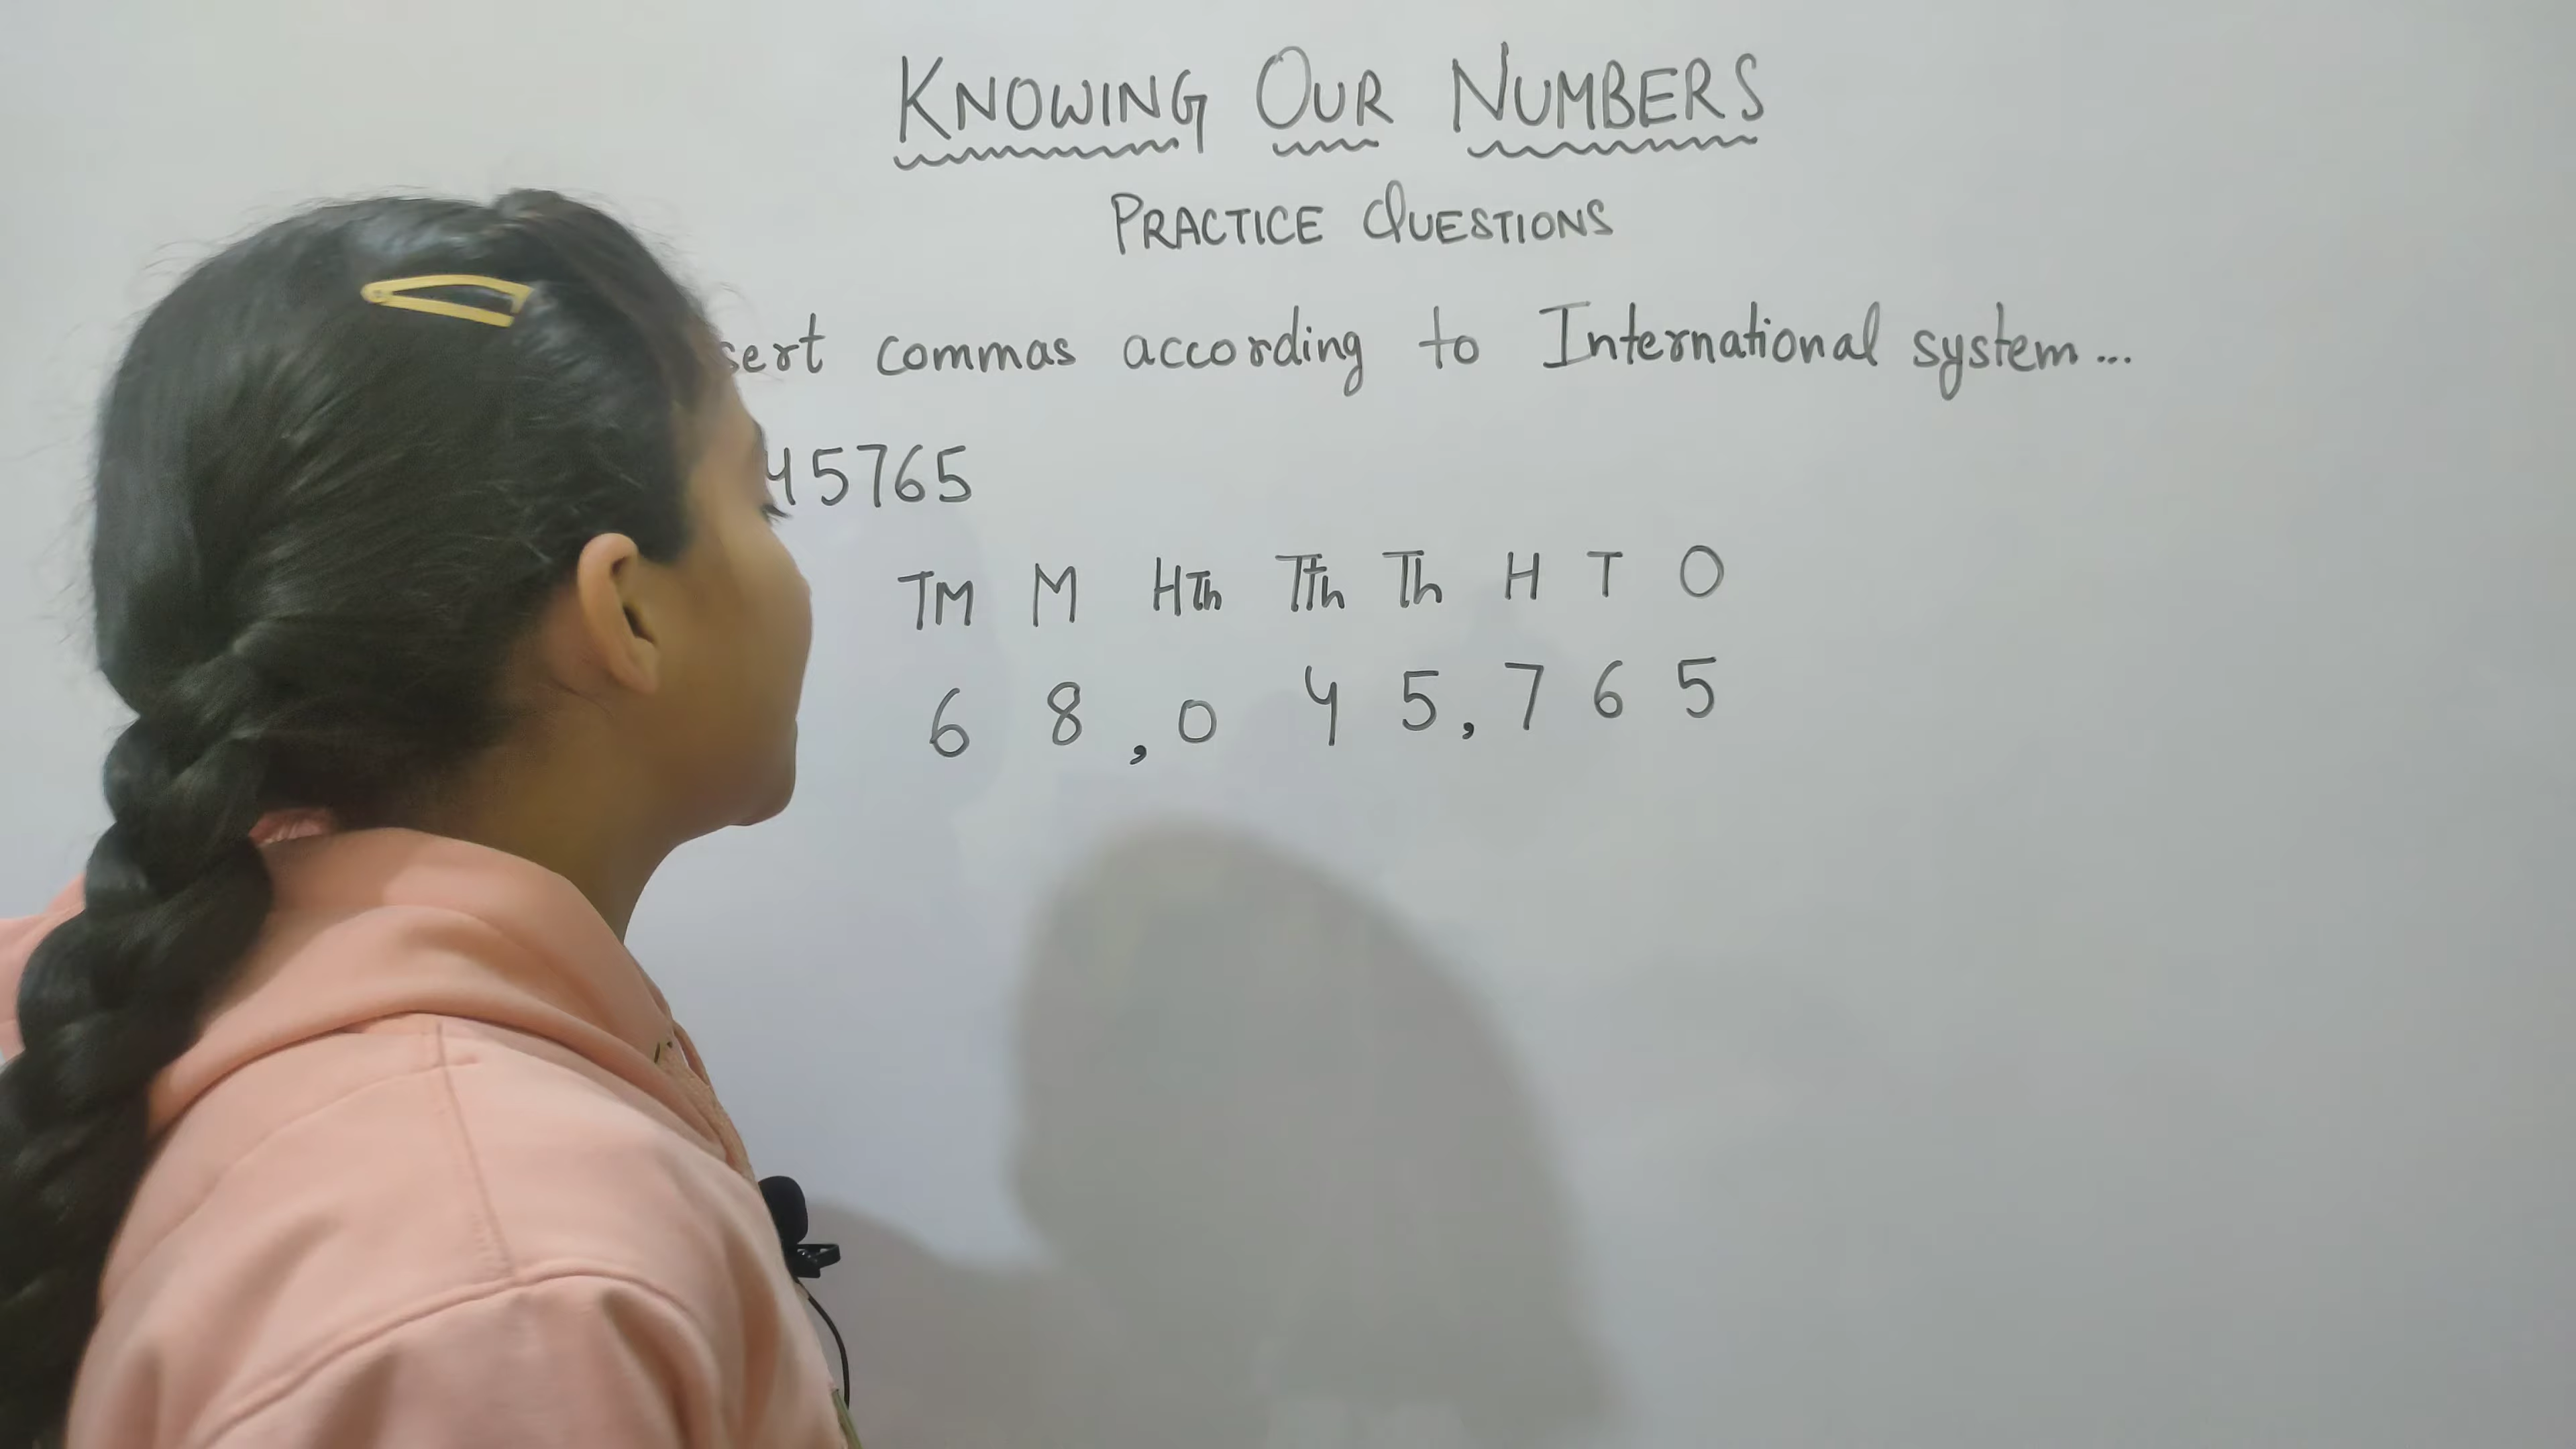 KNOWING OUR NUMBERS
PRACTICE QUESTIONS
sert commas according to International system...
45765
TM M HTh TTh Th H T O
6 8 , 0 4 5 , 7 6 5